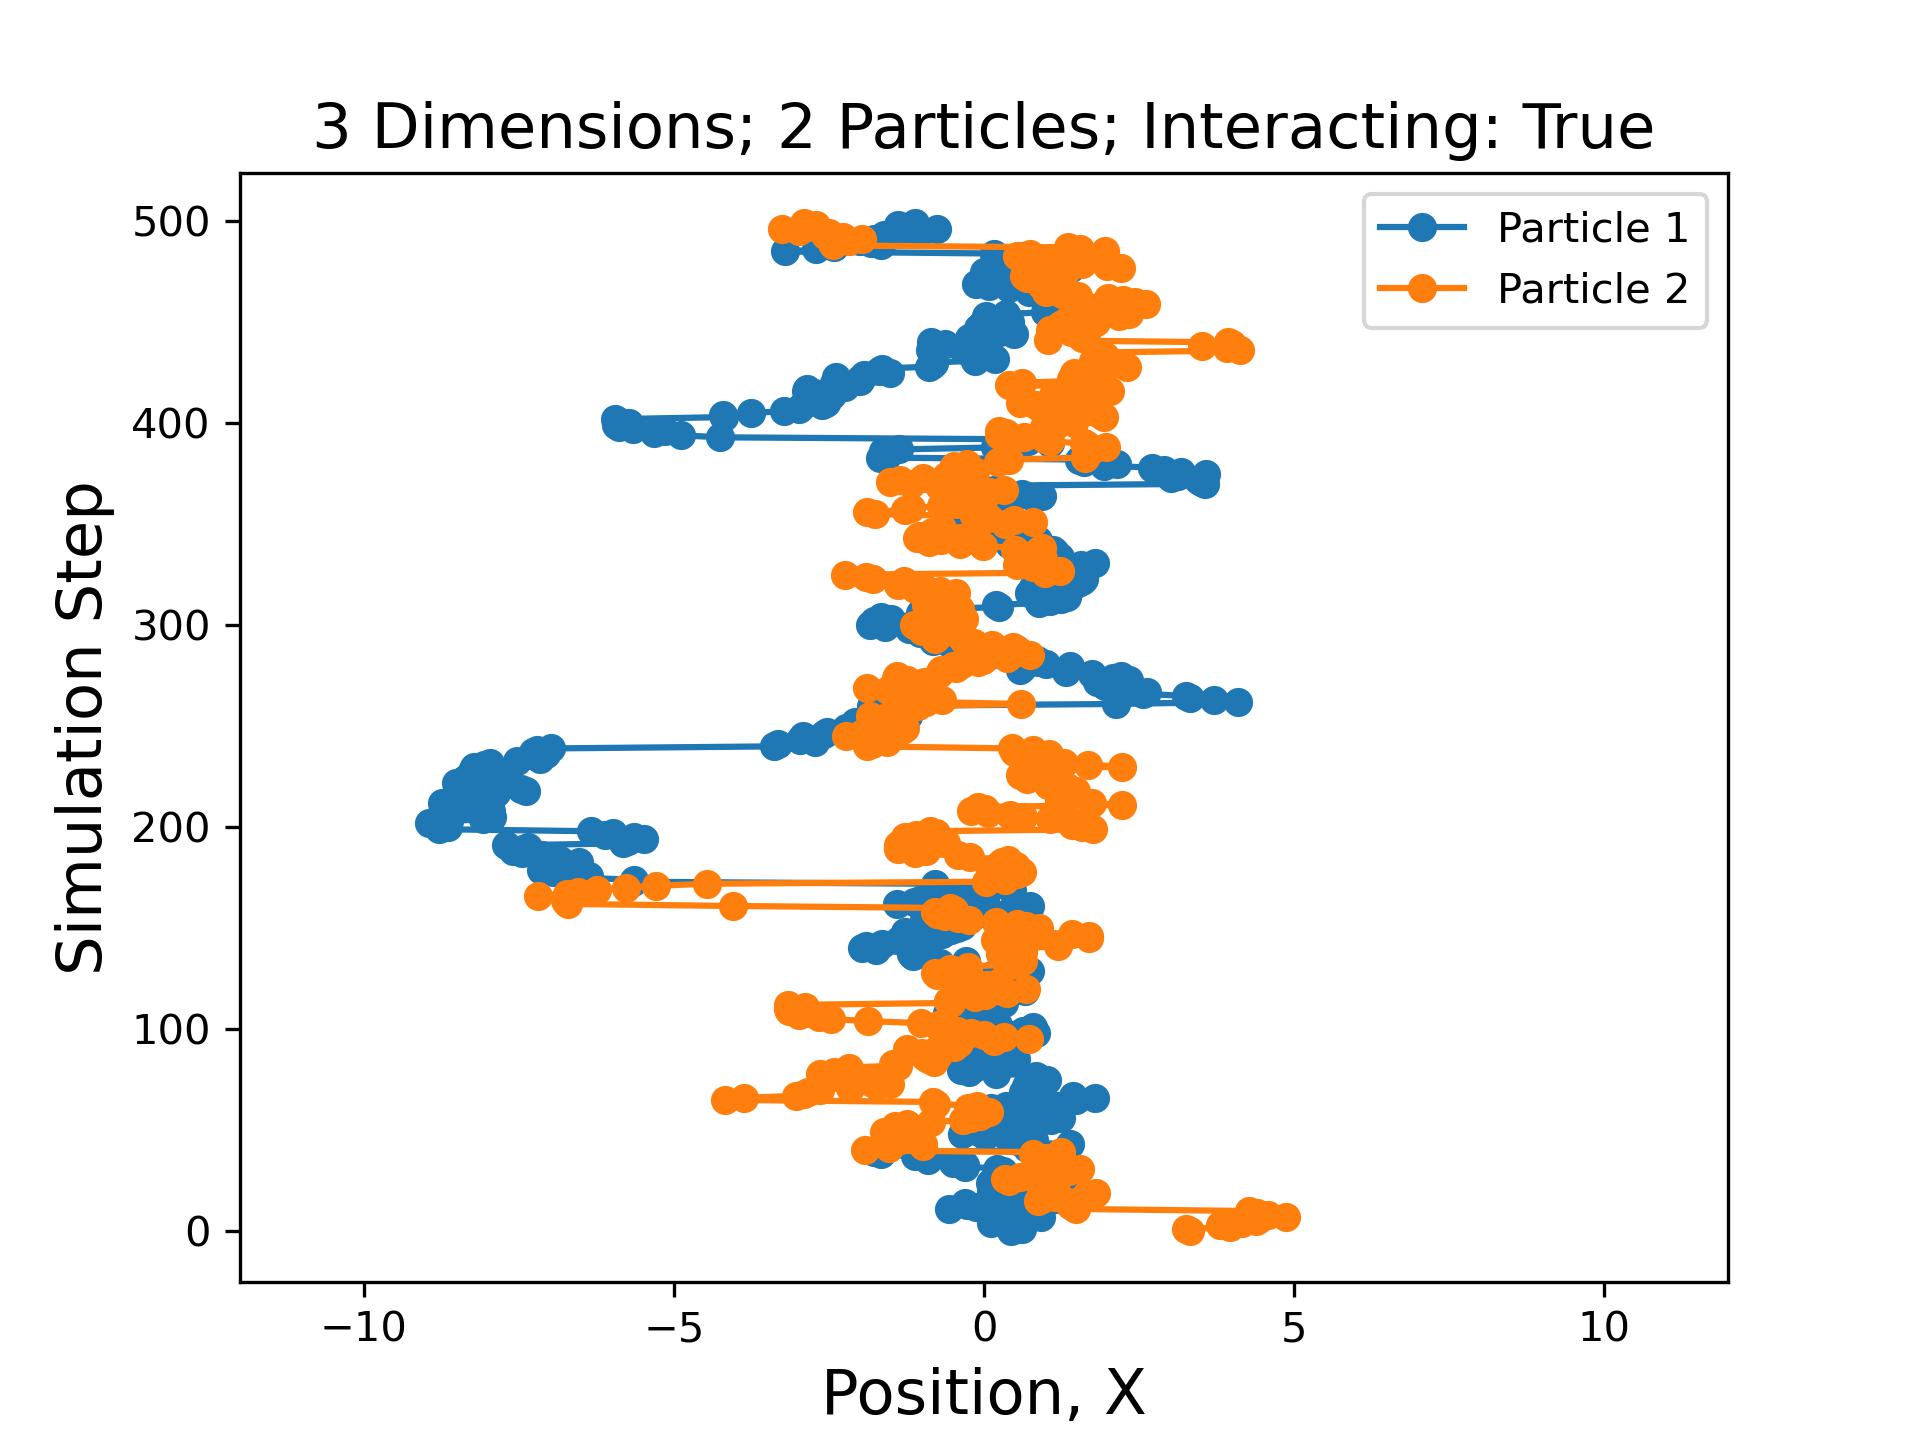 3 Dimensions; 2 Particles; Interacting: True
Particle 1
Particle 2
500
400
300
200
100
0
Simulation Step
−10 −5 0 5 10
Position, X